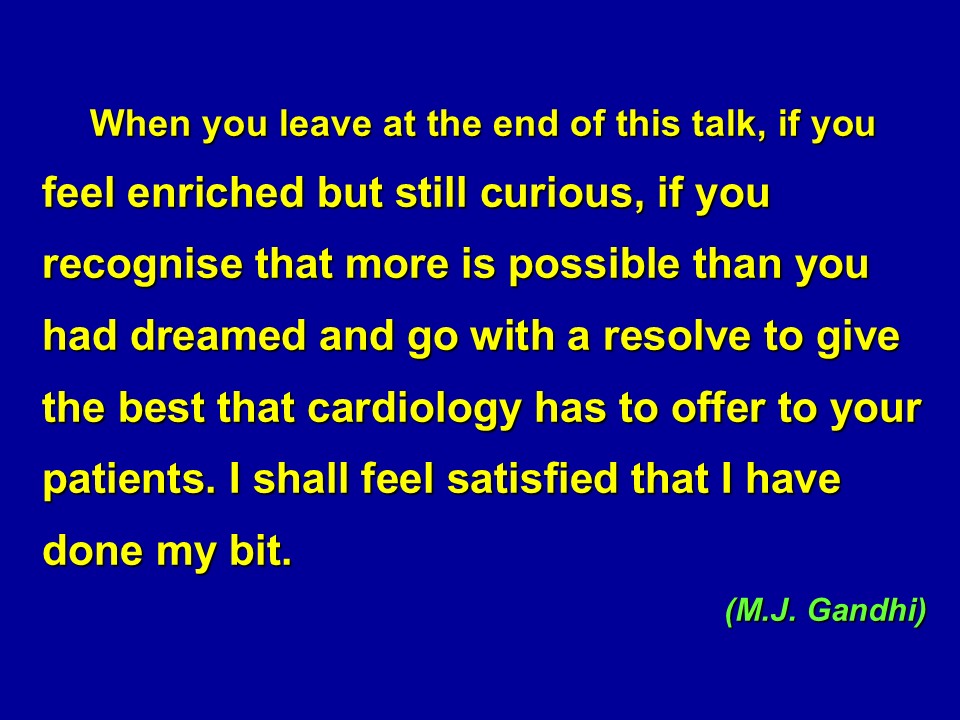 When you leave at the end of this talk, if you
feel enriched but still curious, if you
recognise that more is possible than you
had dreamed and go with a resolve to give
the best that cardiology has to offer to your
patients. I shall feel satisfied that I have
done my bit.
(M.J. Gandhi)